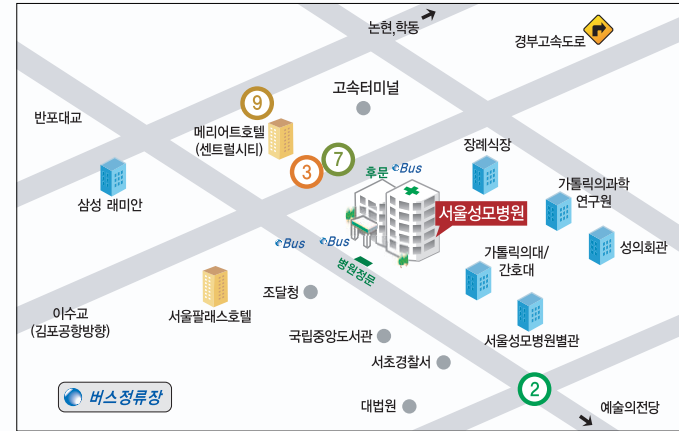 논현,학동
경부고속도로
9
고속터미널
반포대교
메리어트호텔
(센트럴시티)
3
7
후문
Bus
장례식장
삼성 래미안
가톨릭의과학
연구원
서울성모병원
Bus
Bus
병원정문
가톨릭의대/
간호대
성의회관
조달청
이수교
(김포공항방향)
서울팔래스호텔
국립중앙도서관
서울성모병원별관
서초경찰서
버스정류장
2
대법원
예술의전당